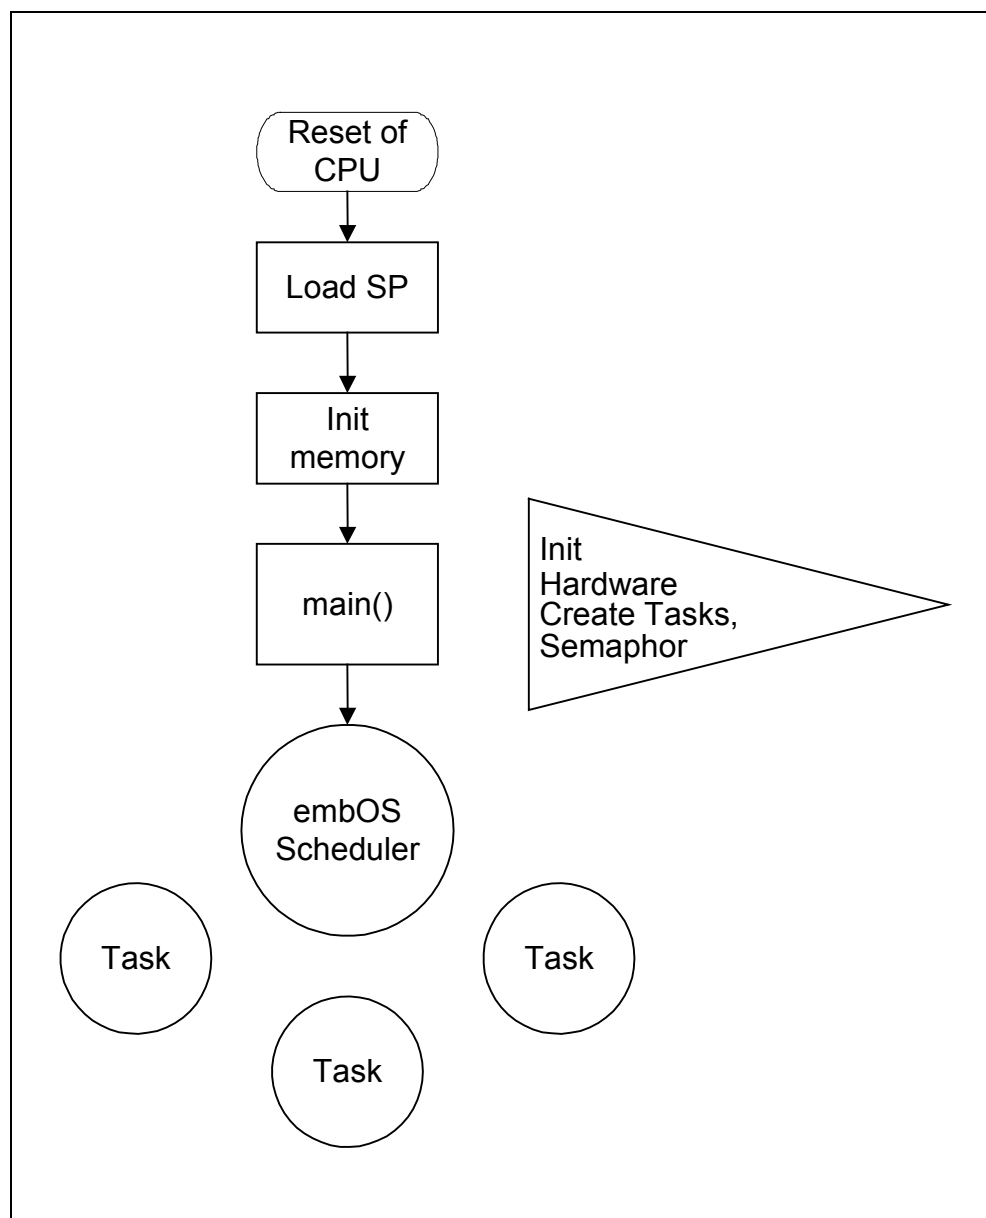 Reset of
CPU
Load SP
Init
memory
main()
Init
Hardware
Create Tasks,
Semaphor
embOS
Scheduler
Task
Task
Task